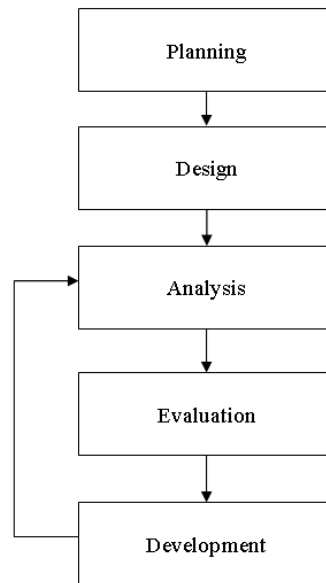 Planning
Design
Analysis
Evaluation
Development